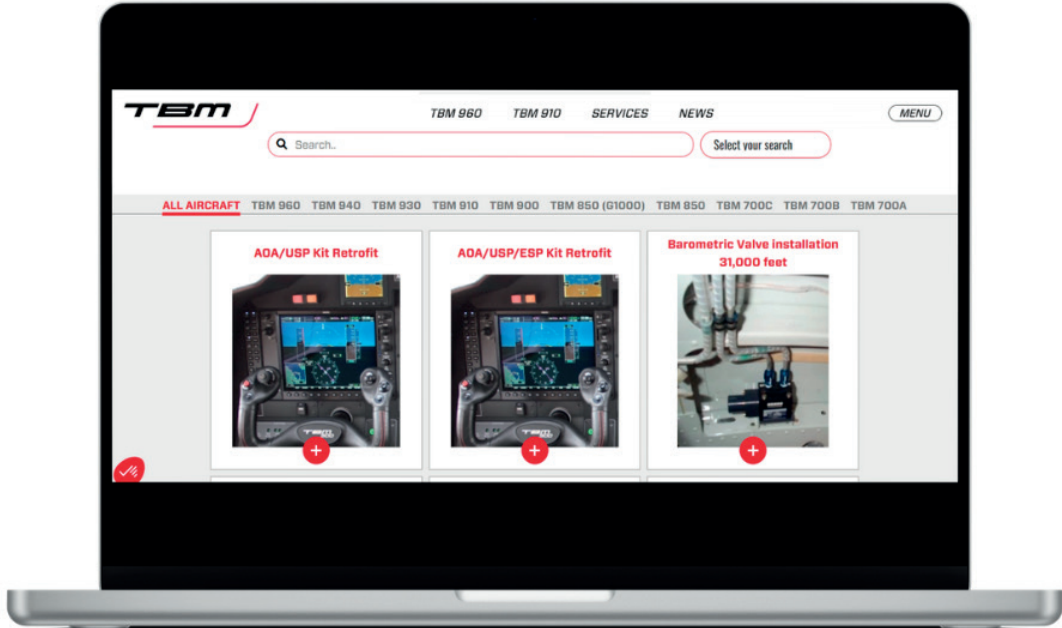 TBM
TBM 960 TBM 910 SERVICES NEWS
MENU
Search..
Select your search
ALL AIRCRAFT TBM 960 TBM 940 TBM 930 TBM 910 TBM 900 TBM 850 (G1000) TBM 850 TBM 700C TBM 700B TBM 700A
AOA/USP Kit Retrofit
AOA/USP/ESP Kit Retrofit
Barometric Valve installation
31,000 feet
TBM
TBM